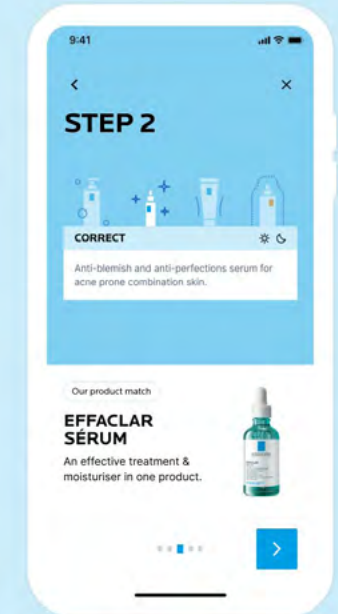 9:41
STEP 2
CORRECT
Anti-blemish and anti-perfections serum for
acne prone combination skin.
Our product match
EFFACLAR
SÉRUM
An effective treatment &
moisturiser in one product.